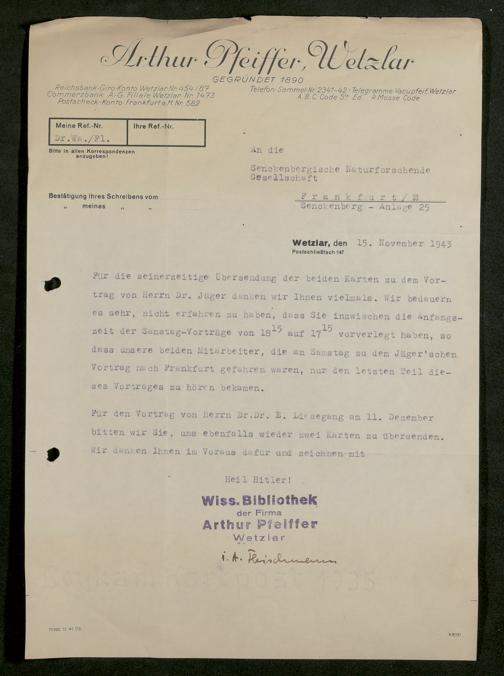 Arthur Pfeiffer, Wetzlar
GEGRÜNDET 1890
Reichsbank-Giro-Konto Wetzlar Nr. 454/87
Commerzbank A.-G. Filiale Wetzlar Nr. 1473
Postscheck-Konto Frankfurt a.M. Nr. 582
Telefon-Sammel-Nr. 2341-42 · Telegramme: Vacupfeif, Wetzlar
A. B. C. Code 5th Ed. R. Mosse Code
Meine Ref.-Nr. Ihre Ref.-Nr.
Dr.We./Fl.
Bitte in allen Korrespondenzen
anzugeben!
An die
Senckenbergische Naturforschende
Gesellschaft
Frankfurt/M
Senckenberg - Anlage 25
Bestätigung Ihres Schreibens vom
" meines " "
Wetzlar, den 15. November 1943
Postschließfach 147
Für die seinerzeitige Übersendung der beiden Karten zu dem Vor-
trag von Herrn Dr. Jäger danken wir Ihnen vielmals. Wir bedauern
es sehr, nicht erfahren zu haben, dass Sie inzwischen die Anfangs-
zeit der Samstag-Vorträge von 18¹⁵ auf 17¹⁵ vorverlegt haben, so
dass unsere beiden Mitarbeiter, die am Samstag zu dem Jäger'schen
Vortrag nach Frankfurt gefahren waren, nur den letzten Teil die-
ses Vortrages zu hören bekamen.
Für den Vortrag von Herrn Dr.Dr. E. Liesegang am 11. Dezember
bitten wir Sie, uns ebenfalls wieder zwei Karten zu übersenden.
Wir danken Ihnen im Voraus dafür und zeichnen mit
Heil Hitler!
Wiss. Bibliothek
der Firma
Arthur Pfeiffer
Wetzlar
i. A. Fleischmann